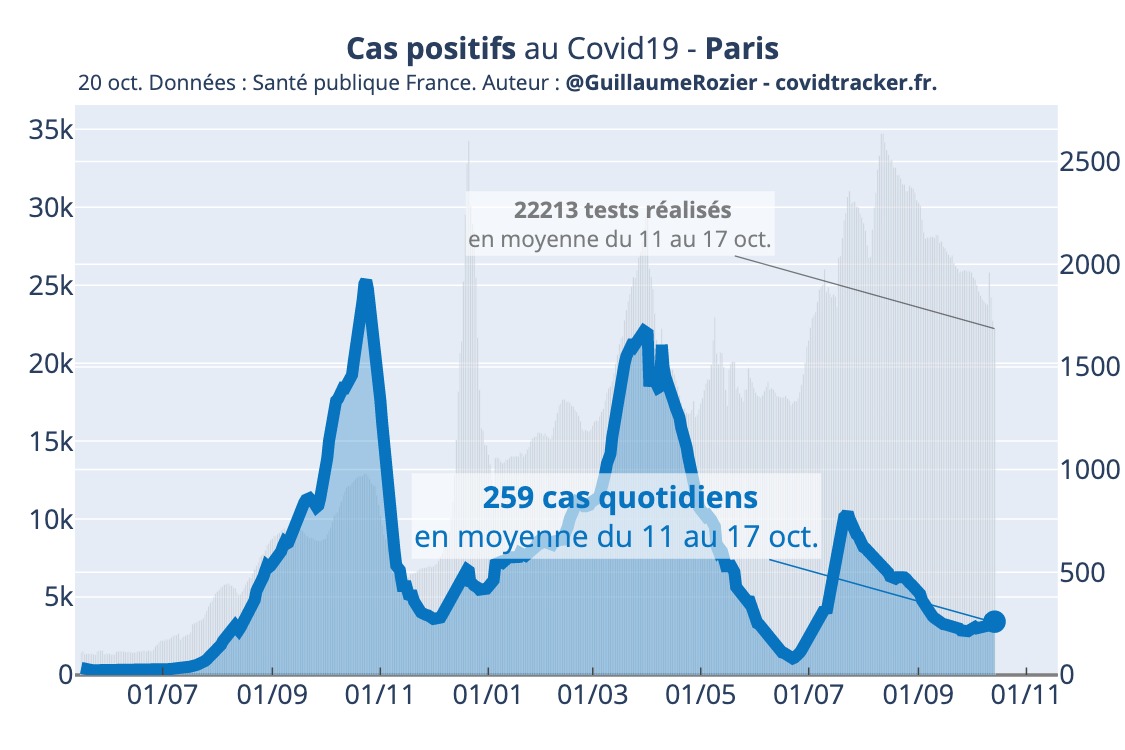 Cas positifs au Covid19 - Paris
20 oct. Données : Santé publique France. Auteur : @GuillaumeRozier - covidtracker.fr.
35k
30k
25k
20k
15k
10k
5k
0
2500
2000
1500
1000
500
0
22213 tests réalisés
en moyenne du 11 au 17 oct.
259 cas quotidiens
en moyenne du 11 au 17 oct.
01/07
01/09
01/11
01/01
01/03
01/05
01/07
01/09
01/11